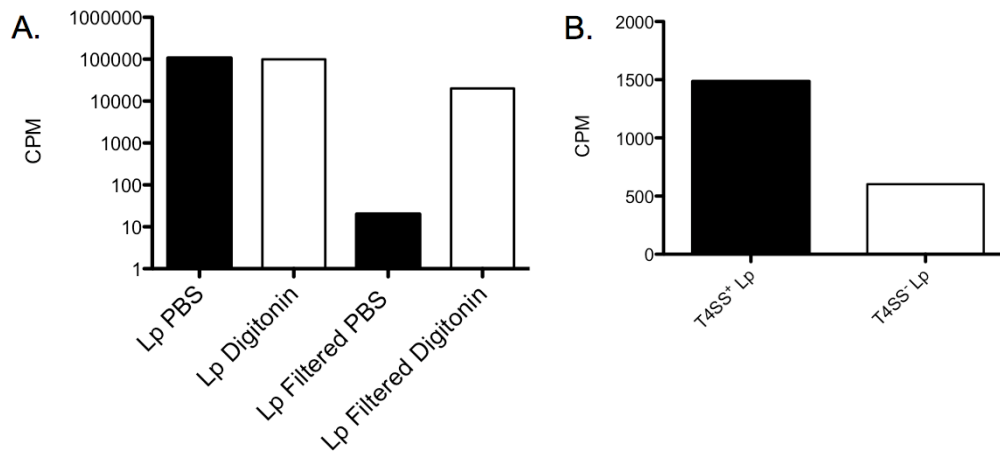 A.
CPM
1000000
100000
10000
1000
100
10
1
Lp PBS
Lp Digitonin
Lp Filtered PBS
Lp Filtered Digitonin
B.
CPM
2000
1500
1000
500
0
T4SS⁺ Lp
T4SS⁻ Lp